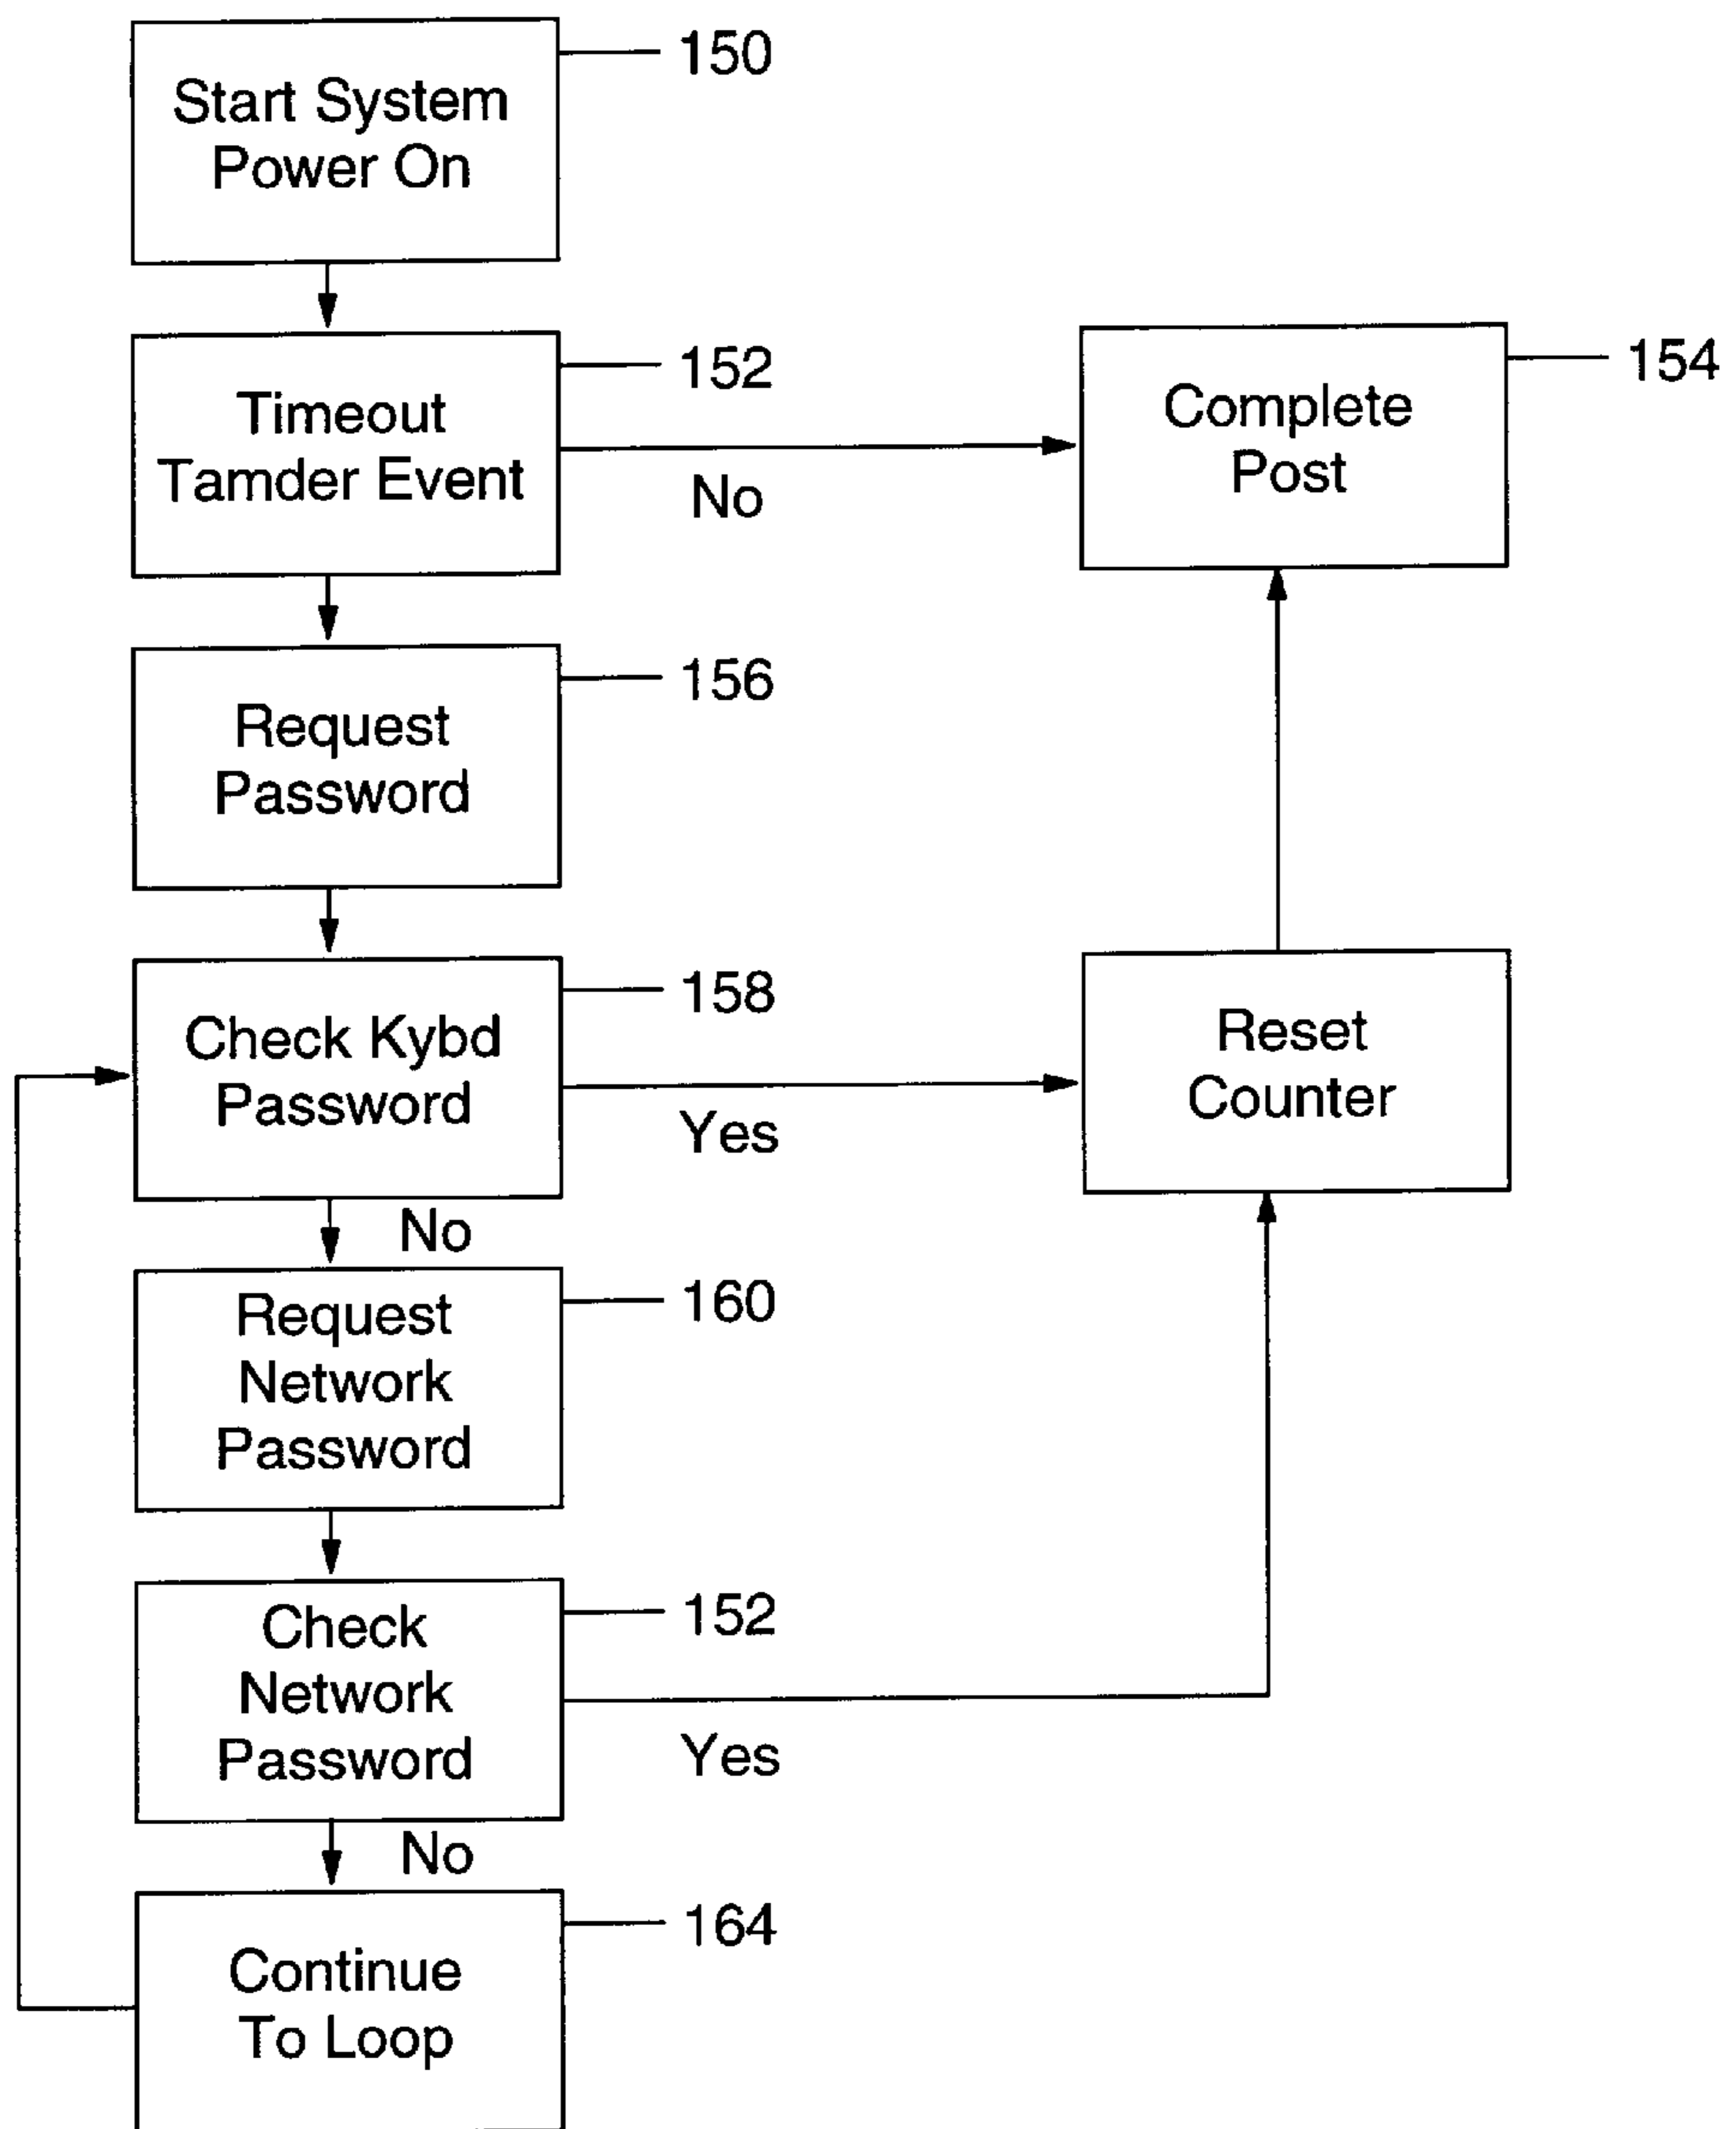 Start System
Power On
150
Timeout
Tamder Event
152
No
Complete
Post
154
Request
Password
156
Check Kybd
Password
158
Yes
Reset
Counter
No
Request
Network
Password
160
Check
Network
Password
152
Yes
No
Continue
To Loop
164